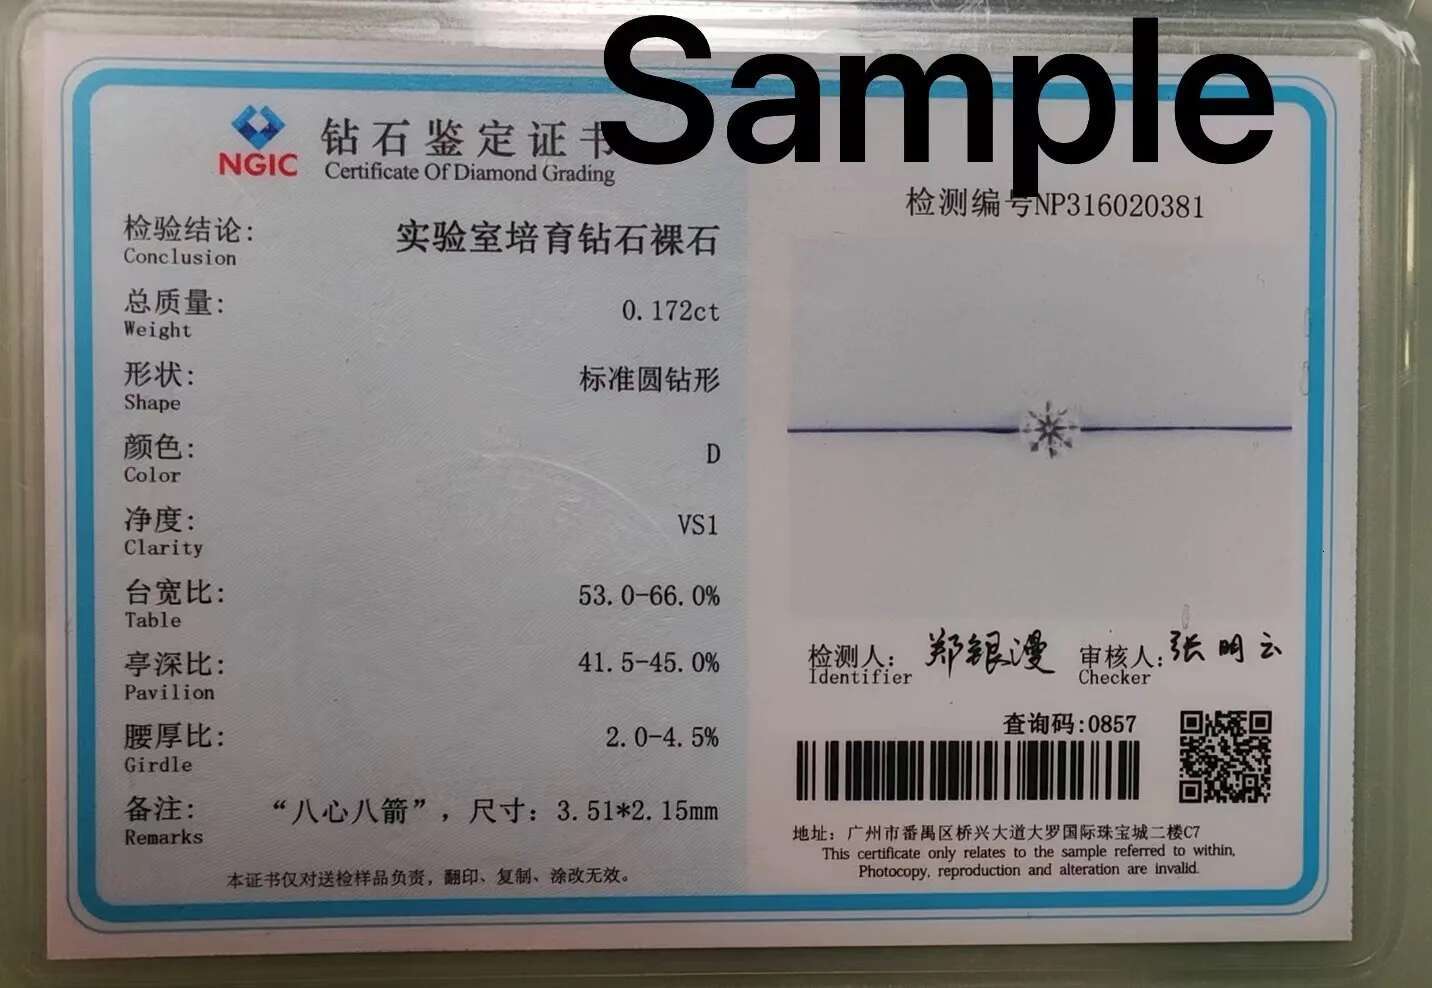 Sample
NGIC
钻石鉴定证书
Certificate Of Diamond Grading
检测编号NP316020381
检验结论: 实验室培育钻石裸石
Conclusion
总质量: 0.172ct
Weight
形状: 标准圆钻形
Shape
颜色: D
Color
净度: VS1
Clarity
台宽比: 53.0-66.0%
Table
亭深比: 41.5-45.0%
Pavilion
腰厚比: 2.0-4.5%
Girdle
备注: “八心八箭”，尺寸：3.51*2.15mm
Remarks
本证书仅对送检样品负责，翻印、复制、涂改无效。
检测人: 郑银漫 审核人: 张明云
Identifier Checker
查询码:0857
地址：广州市番禺区桥兴大道大罗国际珠宝城二楼C7
This certificate only relates to the sample referred to within,
Photocopy, reproduction and alteration are invalid.